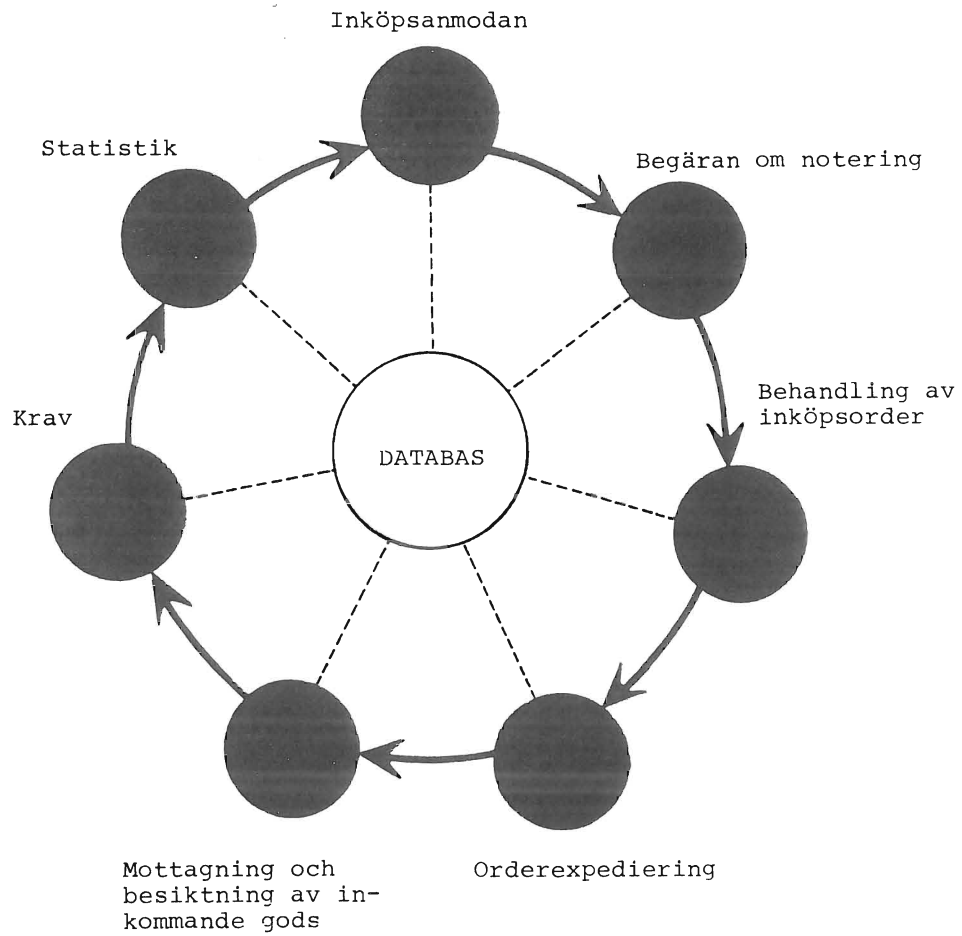 Inköpsanmodan
Statistik
Begäran om notering
Behandling av
inköpsorder
Krav
DATABAS
Mottagning och
besiktning av in-
kommande gods
Orderexpediering